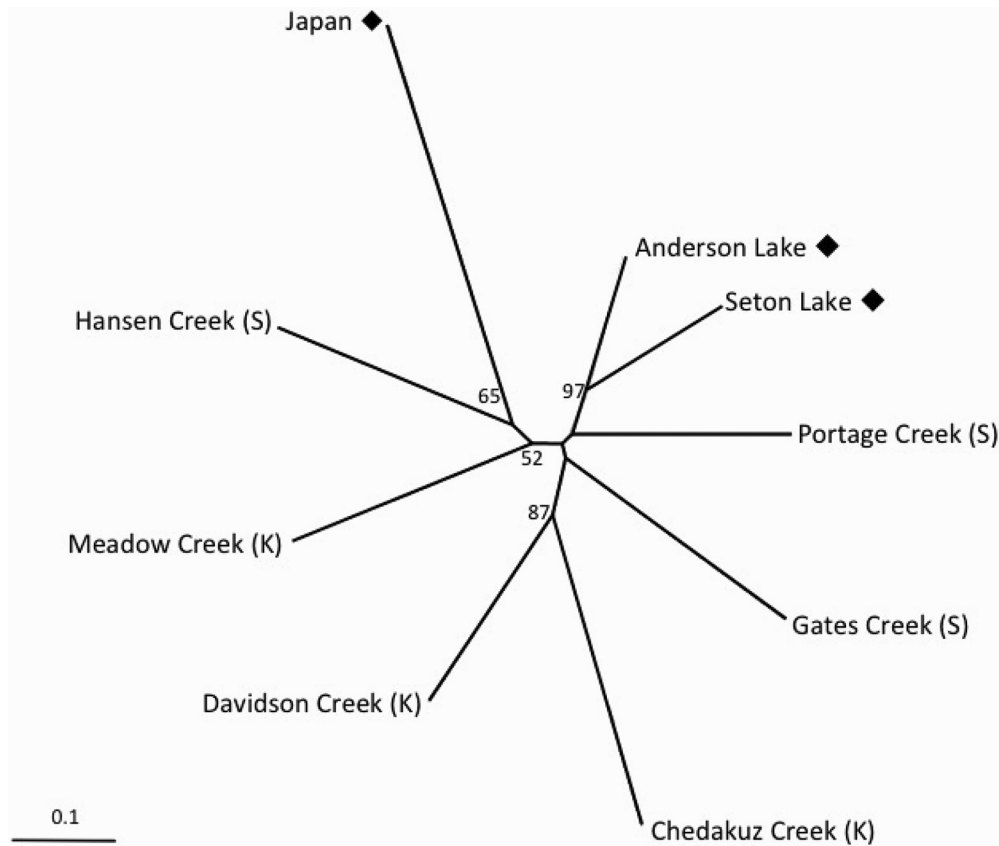 Japan ◆
Anderson Lake ◆
Seton Lake ◆
Hansen Creek (S)
65
97
Portage Creek (S)
52
87
Meadow Creek (K)
Gates Creek (S)
Davidson Creek (K)
0.1
Chedakuz Creek (K)